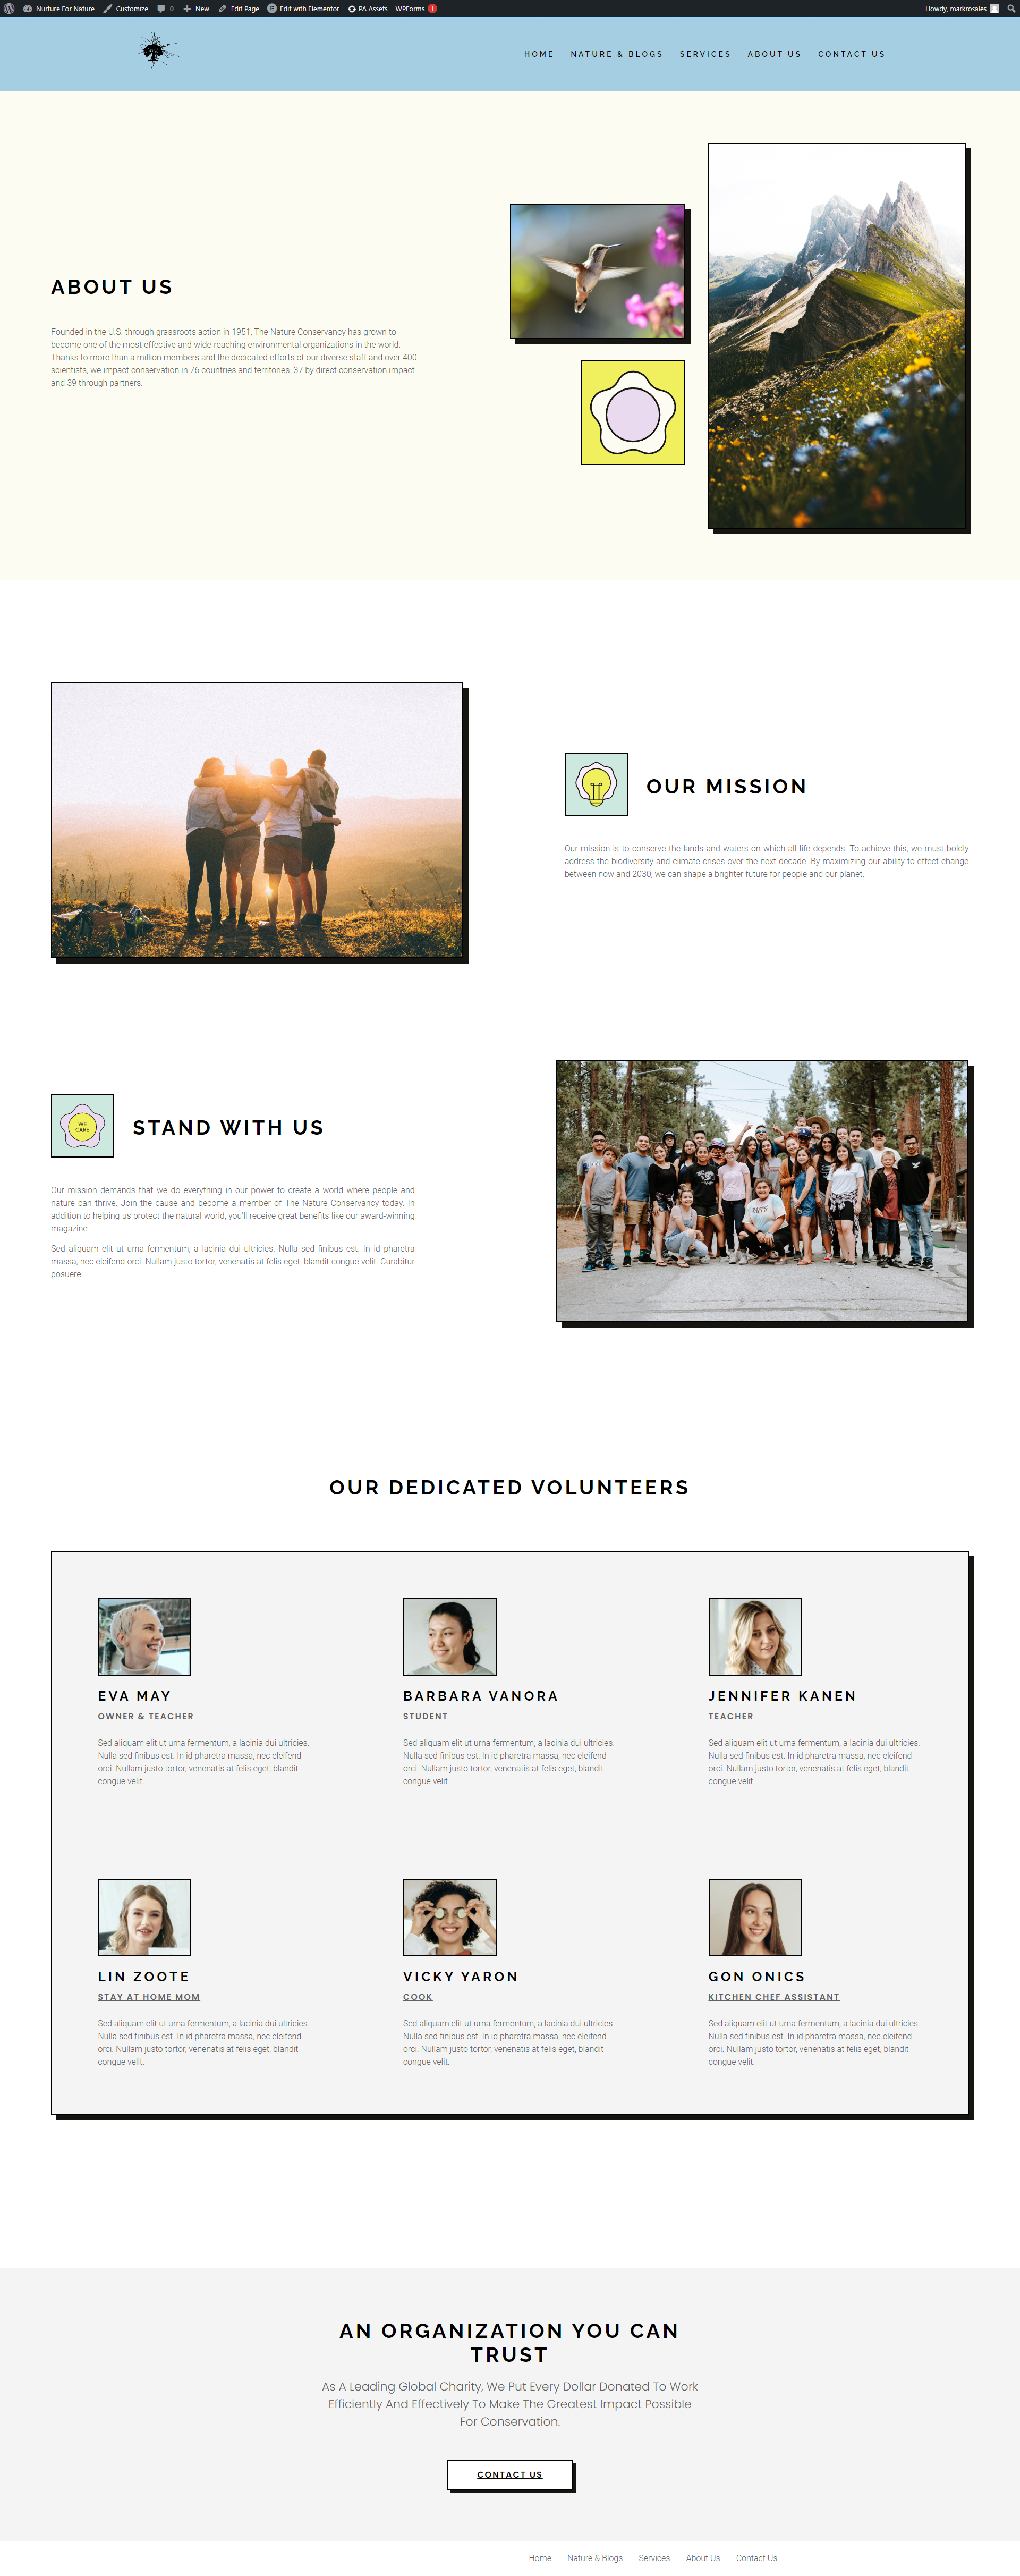 Nurture For Nature Customize 0 New Edit Page Edit with Elementor PA Assets WPForms 1 Howdy, markrosales
HOME NATURE & BLOGS SERVICES ABOUT US CONTACT US
ABOUT US
Founded in the U.S. through grassroots action in 1951, The Nature Conservancy has grown to
become one of the most effective and wide-reaching environmental organizations in the world.
Thanks to more than a million members and the dedicated efforts of our diverse staff and over 400
scientists, we impact conservation in 76 countries and territories: 37 by direct conservation impact
and 39 through partners.
OUR MISSION
Our mission is to conserve the lands and waters on which all life depends. To achieve this, we must boldly
address the biodiversity and climate crises over the next decade. By maximizing our ability to effect change
between now and 2030, we can shape a brighter future for people and our planet.
WE
CARE
STAND WITH US
Our mission demands that we do everything in our power to create a world where people and
nature can thrive. Join the cause and become a member of The Nature Conservancy today. In
addition to helping us protect the natural world, you'll receive great benefits like our award-winning
magazine.
Sed aliquam elit ut urna fermentum, a lacinia dui ultricies. Nulla sed finibus est. In id pharetra
massa, nec eleifend orci. Nullam justo tortor, venenatis at felis eget, blandit congue velit. Curabitur
posuere.
OUR DEDICATED VOLUNTEERS
EVA MAY
OWNER & TEACHER
Sed aliquam elit ut urna fermentum, a lacinia dui ultricies.
Nulla sed finibus est. In id pharetra massa, nec eleifend
orci. Nullam justo tortor, venenatis at felis eget, blandit
congue velit.
BARBARA VANORA
STUDENT
Sed aliquam elit ut urna fermentum, a lacinia dui ultricies.
Nulla sed finibus est. In id pharetra massa, nec eleifend
orci. Nullam justo tortor, venenatis at felis eget, blandit
congue velit.
JENNIFER KANEN
TEACHER
Sed aliquam elit ut urna fermentum, a lacinia dui ultricies.
Nulla sed finibus est. In id pharetra massa, nec eleifend
orci. Nullam justo tortor, venenatis at felis eget, blandit
congue velit.
LIN ZOOTE
STAY AT HOME MOM
Sed aliquam elit ut urna fermentum, a lacinia dui ultricies.
Nulla sed finibus est. In id pharetra massa, nec eleifend
orci. Nullam justo tortor, venenatis at felis eget, blandit
congue velit.
VICKY YARON
COOK
Sed aliquam elit ut urna fermentum, a lacinia dui ultricies.
Nulla sed finibus est. In id pharetra massa, nec eleifend
orci. Nullam justo tortor, venenatis at felis eget, blandit
congue velit.
GON ONICS
KITCHEN CHEF ASSISTANT
Sed aliquam elit ut urna fermentum, a lacinia dui ultricies.
Nulla sed finibus est. In id pharetra massa, nec eleifend
orci. Nullam justo tortor, venenatis at felis eget, blandit
congue velit.
AN ORGANIZATION YOU CAN
TRUST
As A Leading Global Charity, We Put Every Dollar Donated To Work
Efficiently And Effectively To Make The Greatest Impact Possible
For Conservation.
CONTACT US
Home Nature & Blogs Services About Us Contact Us